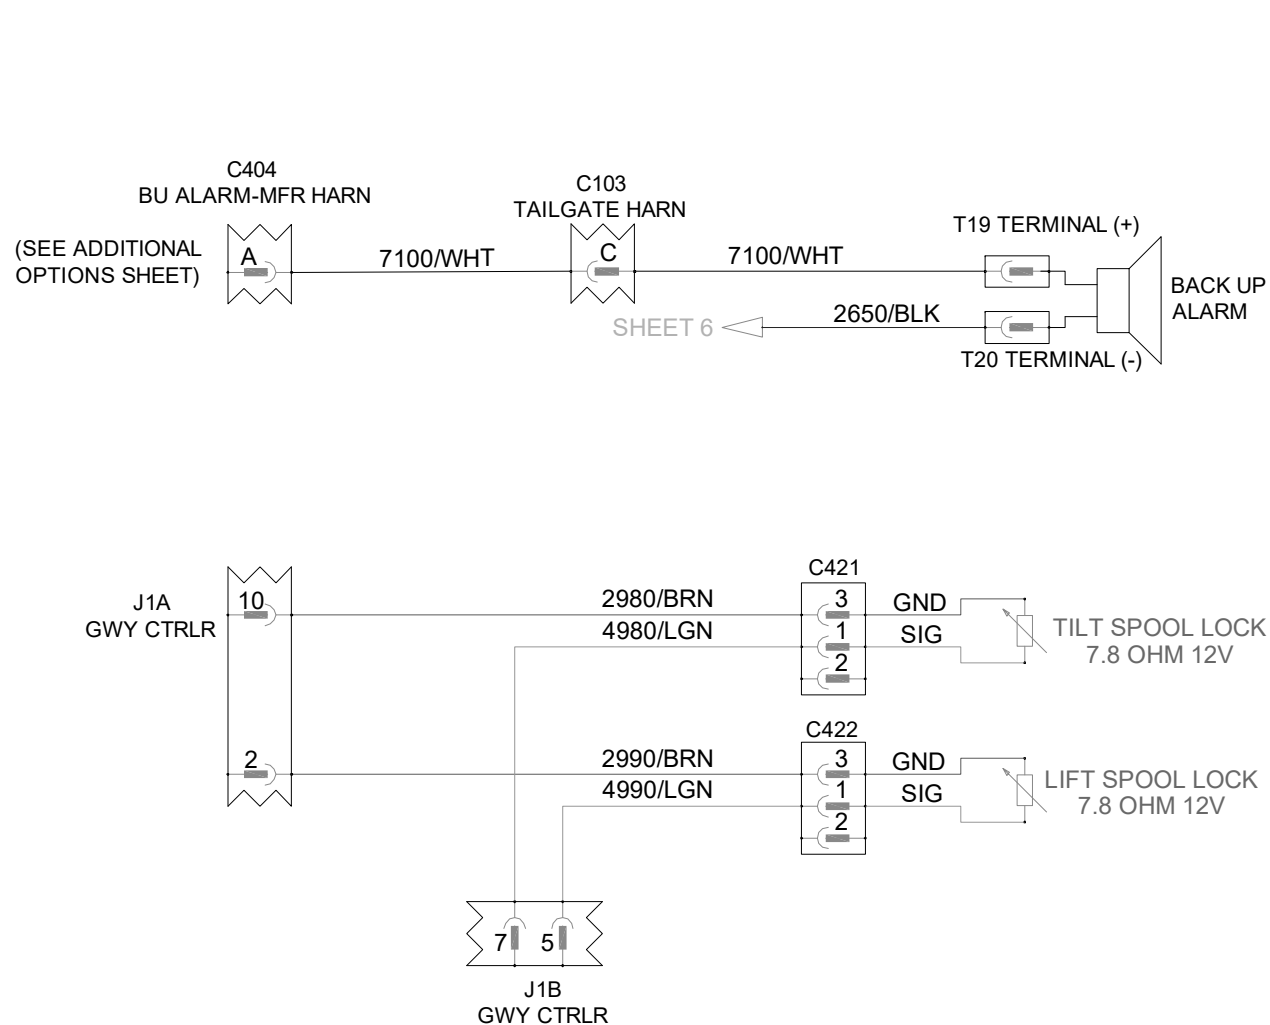 C404
BU ALARM-MFR HARN
(SEE ADDITIONAL
OPTIONS SHEET)
A
7100/WHT
C103
TAILGATE HARN
C
7100/WHT
T19 TERMINAL (+)
BACK UP
ALARM
SHEET 6
2650/BLK
T20 TERMINAL (-)
J1A
GWY CTRLR
10
2980/BRN
4980/LGN
C421
3
1
2
GND
SIG
TILT SPOOL LOCK
7.8 OHM 12V
2
2990/BRN
4990/LGN
C422
3
1
2
GND
SIG
LIFT SPOOL LOCK
7.8 OHM 12V
7
5
J1B
GWY CTRLR